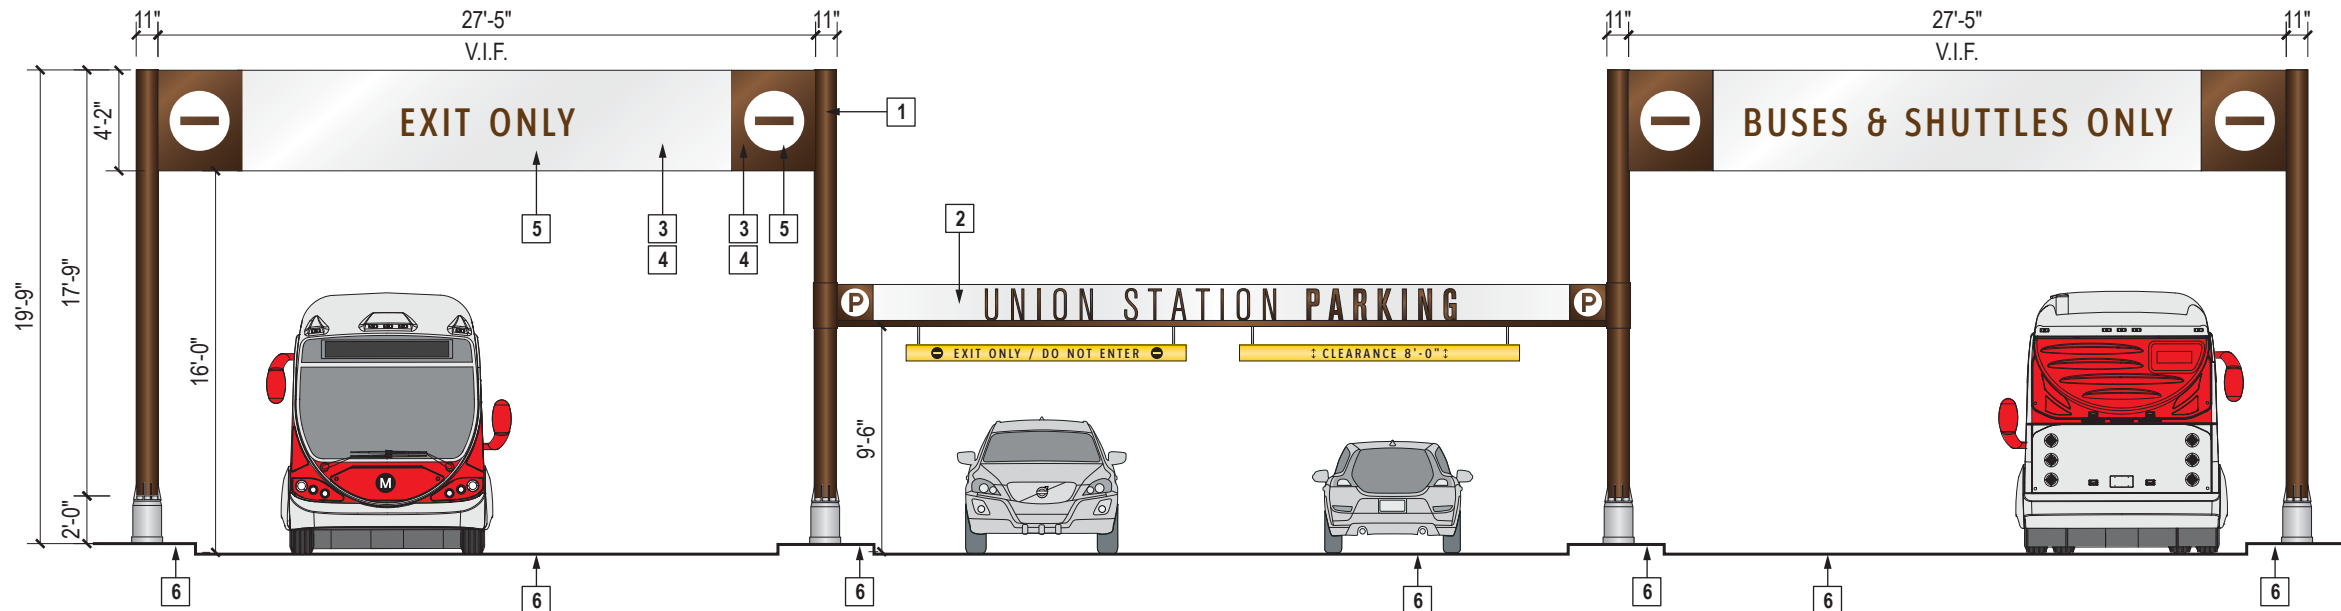 11" 27'-5" 11" 11" 27'-5" 11"
V.I.F. V.I.F.
EXIT ONLY
BUSES & SHUTTLES ONLY
1
4'-2"
17'-9"
19'-9"
16'-0"
2'-0"
5 3 3 5 2
4 4
P UNION STATION PARKING P
EXIT ONLY / DO NOT ENTER
↕ CLEARANCE 8'-0" ↕
9'-6"
M
6 6 6 6 6 6 6